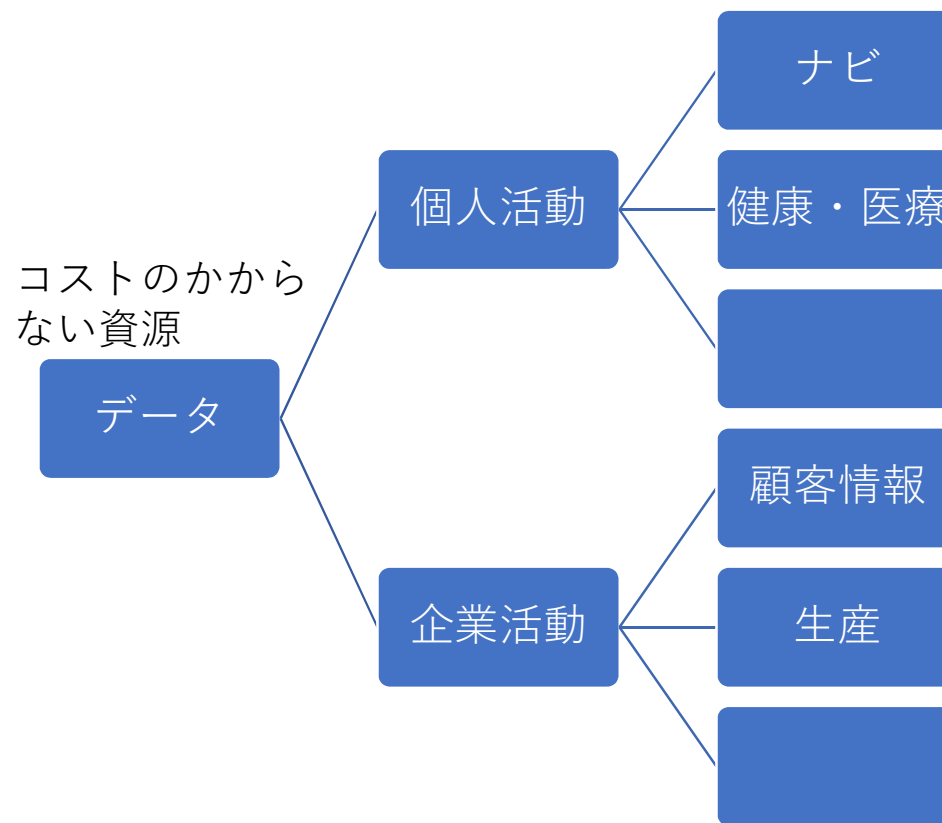 ナビ
個人活動
健康・医療
コストのかから
ない資源
データ
顧客情報
企業活動
生産